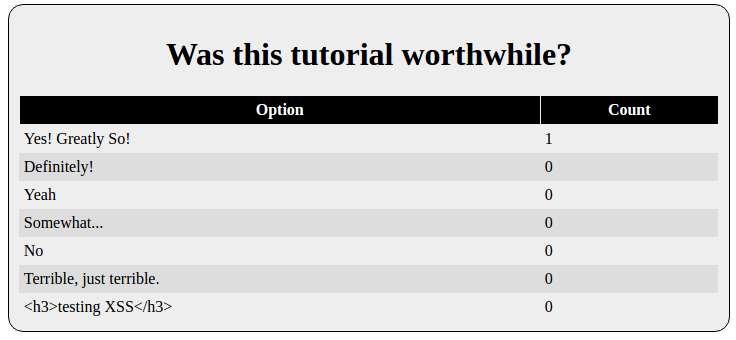 Was this tutorial worthwhile?
Option Count
Yes! Greatly So! 1
Definitely! 0
Yeah 0
Somewhat... 0
No 0
Terrible, just terrible. 0
<h3>testing XSS</h3> 0